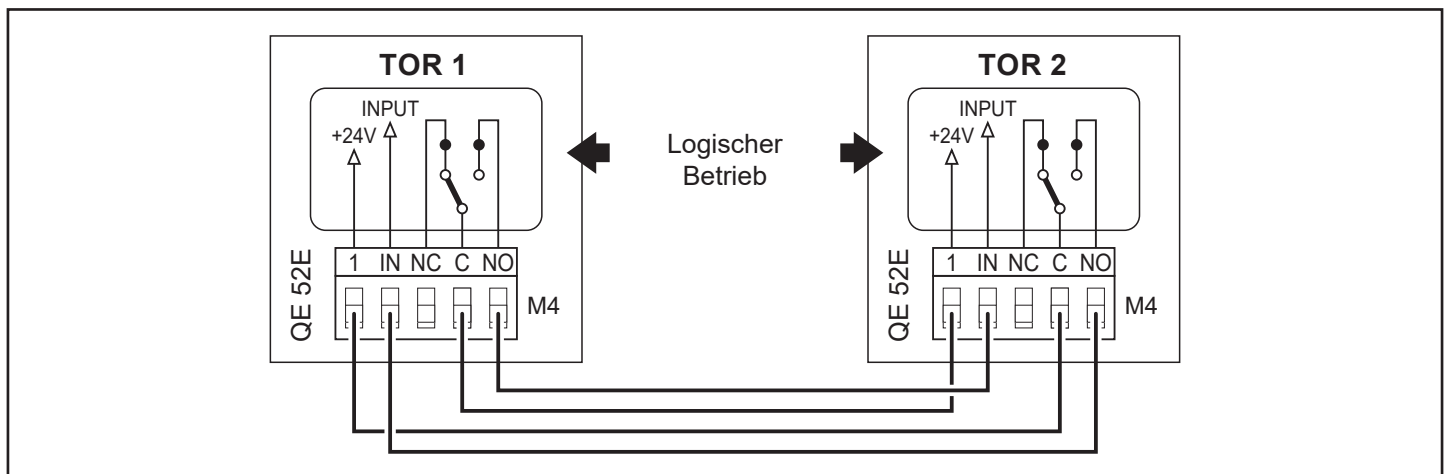 TOR 1
INPUT
+24V
1 IN NC C NO
QE 52E
M4
Logischer
Betrieb
TOR 2
INPUT
+24V
1 IN NC C NO
QE 52E
M4